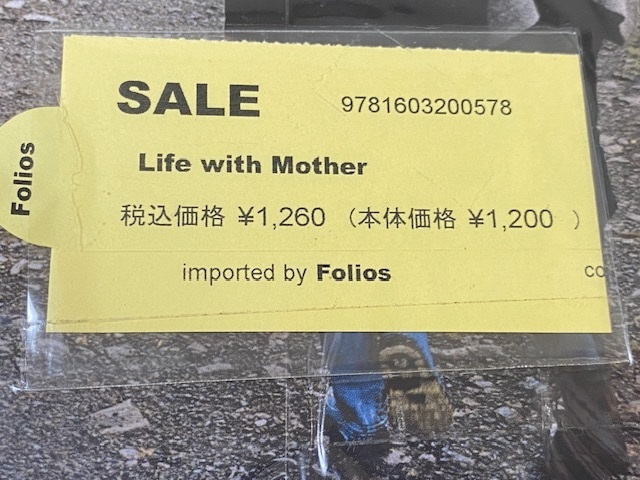 SALE 9781603200578
Life with Mother
税込価格 ¥1,260 (本体価格 ¥1,200 )
imported by Folios
co
Folios